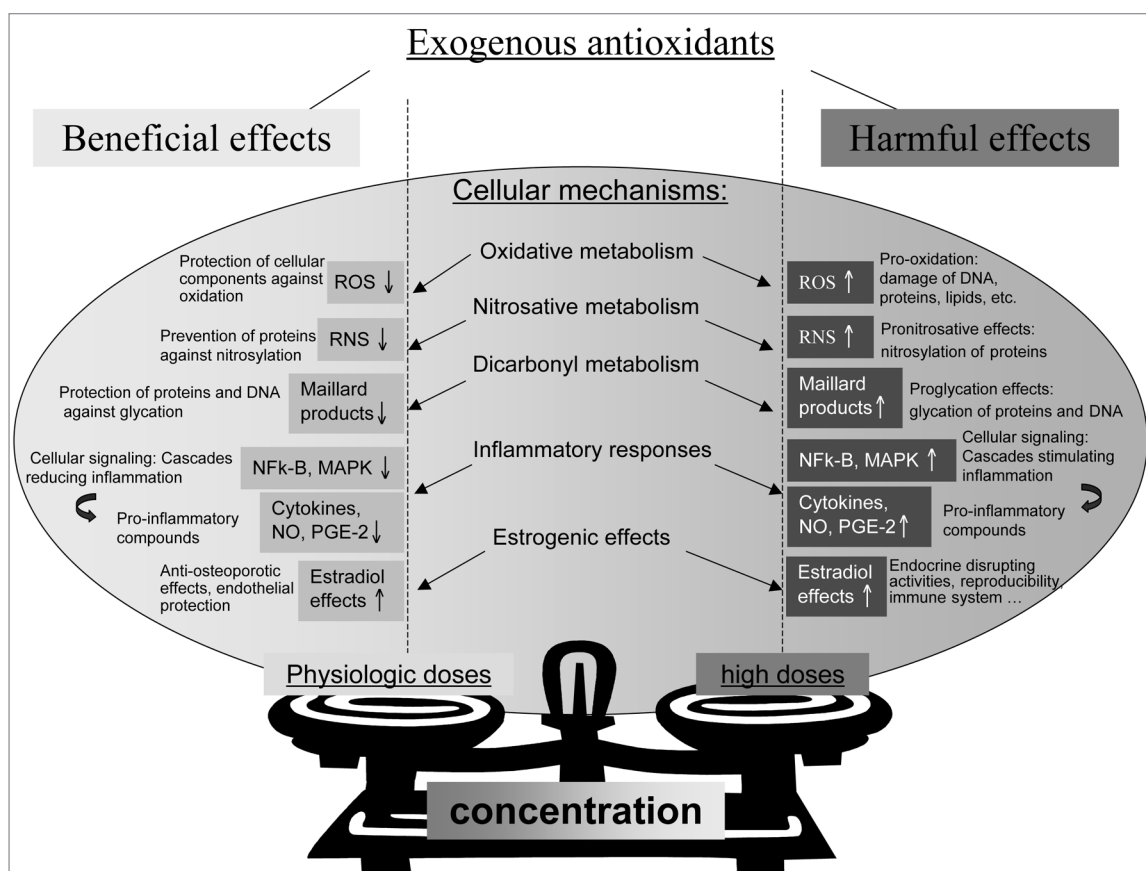 Exogenous antioxidants
Beneficial effects
Harmful effects
Cellular mechanisms:
Oxidative metabolism
Protection of cellular
components against
oxidation
ROS ↓
ROS ↑
Pro-oxidation:
damage of DNA,
proteins, lipids, etc.
Nitrosative metabolism
Prevention of proteins
against nitrosylation
RNS ↓
RNS ↑
Pronitrosative effects:
nitrosylation of proteins
Dicarbonyl metabolism
Protection of proteins and DNA
against glycation
Maillard
products ↓
Maillard
products ↑
Proglycation effects:
glycation of proteins and DNA
Inflammatory responses
Cellular signaling: Cascades
reducing inflammation
NFk-B, MAPK ↓
NFk-B, MAPK ↑
Cellular signaling:
Cascades stimulating
inflammation
Pro-inflammatory
compounds
Cytokines,
NO, PGE-2 ↓
Cytokines,
NO, PGE-2 ↑
Pro-inflammatory
compounds
Estrogenic effects
Anti-osteoporotic
effects, endothelial
protection
Estradiol
effects ↑
Estradiol
effects ↑
Endocrine disrupting
activities, reproducibility,
immune system ...
Physiologic doses
high doses
concentration